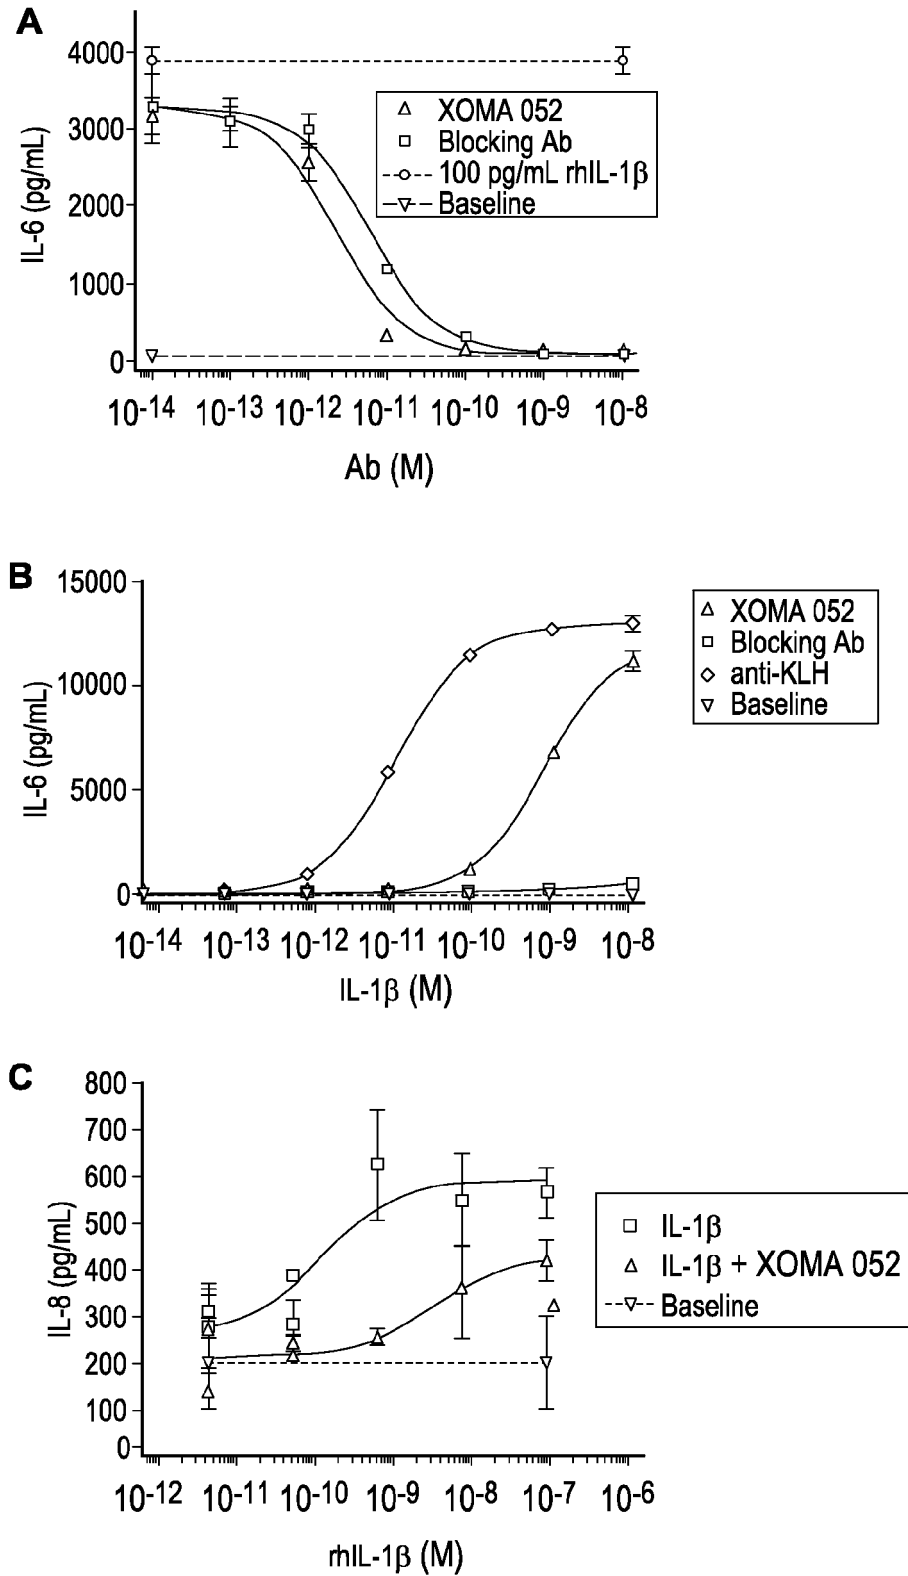 A
4000
3000
2000
1000
0
IL-6 (pg/mL)
XOMA 052
Blocking Ab
100 pg/mL rhIL-1β
Baseline
10-14 10-13 10-12 10-11 10-10 10-9 10-8
Ab (M)
B
15000
10000
5000
0
IL-6 (pg/mL)
XOMA 052
Blocking Ab
anti-KLH
Baseline
10-14 10-13 10-12 10-11 10-10 10-9 10-8
IL-1β (M)
C
800
700
600
500
400
300
200
100
0
IL-8 (pg/mL)
IL-1β
IL-1β + XOMA 052
Baseline
10-12 10-11 10-10 10-9 10-8 10-7 10-6
rhIL-1β (M)